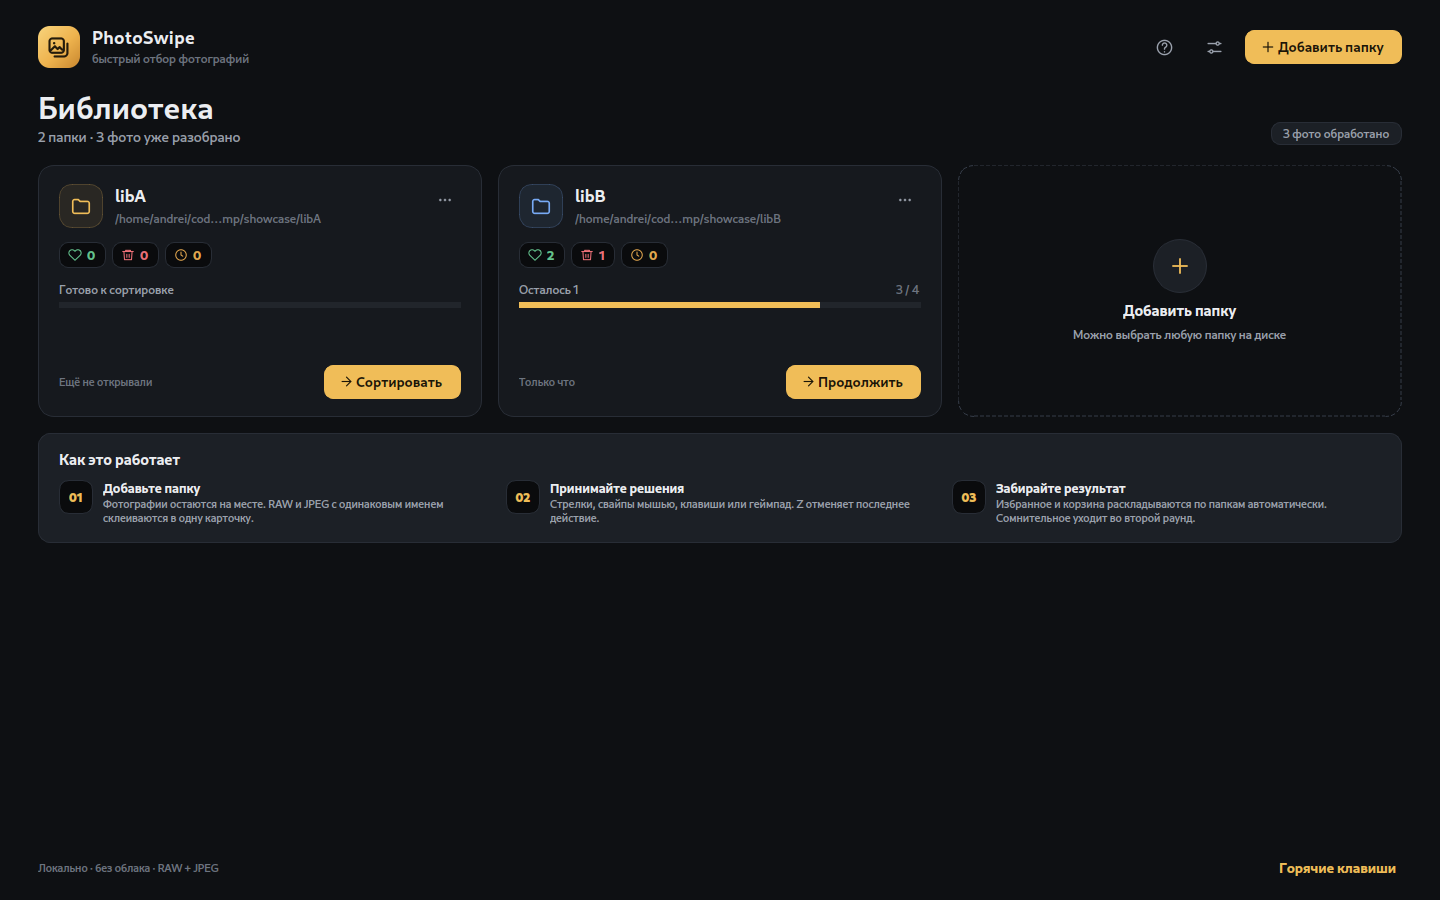 PhotoSwipe
быстрый отбор фотографий
Добавить папку
Библиотека
2 папки · 3 фото уже разобрано
3 фото обработано
libA
/home/andrei/cod...mp/showcase/libA
0 0 0
Готово к сортировке
Ещё не открывали
→ Сортировать
libB
/home/andrei/cod...mp/showcase/libB
2 1 0
Осталось 1
3 / 4
Только что
→ Продолжить
Добавить папку
Можно выбрать любую папку на диске
Как это работает
01
Добавьте папку
Фотографии остаются на месте. RAW и JPEG с одинаковым именем
склеиваются в одну карточку.
02
Принимайте решения
Стрелки, свайпы мышью, клавиши или геймпад. Z отменяет последнее
действие.
03
Забирайте результат
Избранное и корзина раскладываются по папкам автоматически.
Сомнительное уходит во второй раунд.
Локально · без облака · RAW + JPEG
Горячие клавиши